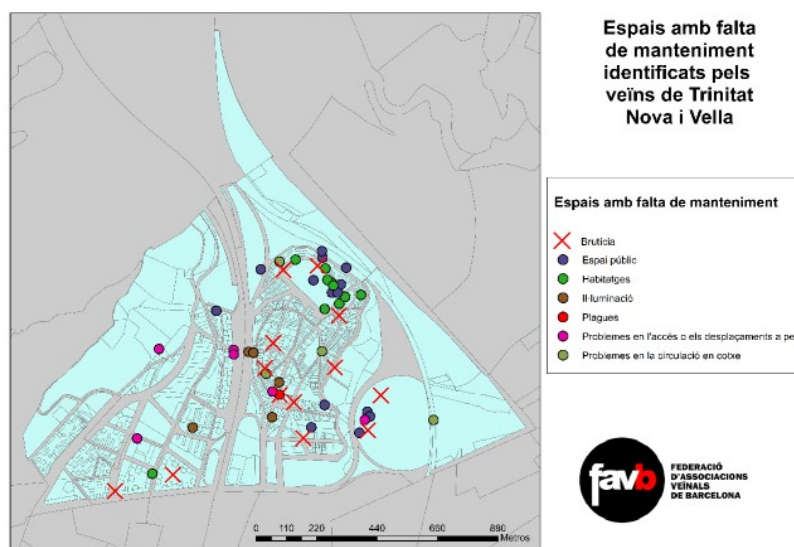 Espais amb falta
de manteniment
identificats pels
veïns de Trinitat
Nova i Vella
Espais amb falta de manteniment
Brutícia
Espai públic
Habitatges
Il·luminació
Plagues
Problemes en l'accés o els desplaçaments a pe
Problemes en la circulació en cotxe
favb
FEDERACIÓ
D'ASSOCIACIONS
VEÏNALS
DE BARCELONA
0 110 220 440 660 880
Metros